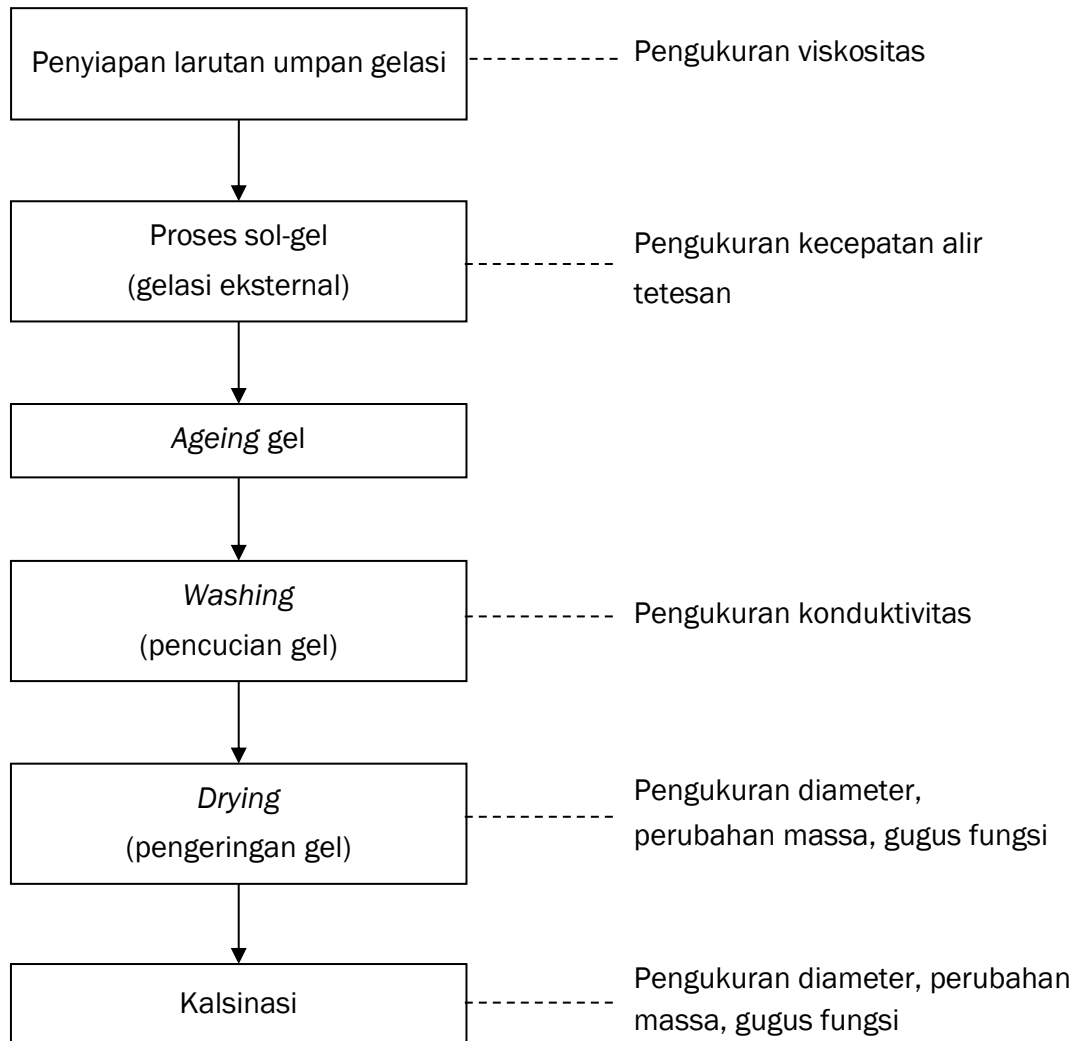 Penyiapan larutan umpan gelasi
Pengukuran viskositas
Proses sol-gel
(gelasi eksternal)
Pengukuran kecepatan alir
tetesan
Ageing gel
Washing
(pencucian gel)
Pengukuran konduktivitas
Drying
(pengeringan gel)
Pengukuran diameter,
perubahan massa, gugus fungsi
Kalsinasi
Pengukuran diameter, perubahan
massa, gugus fungsi